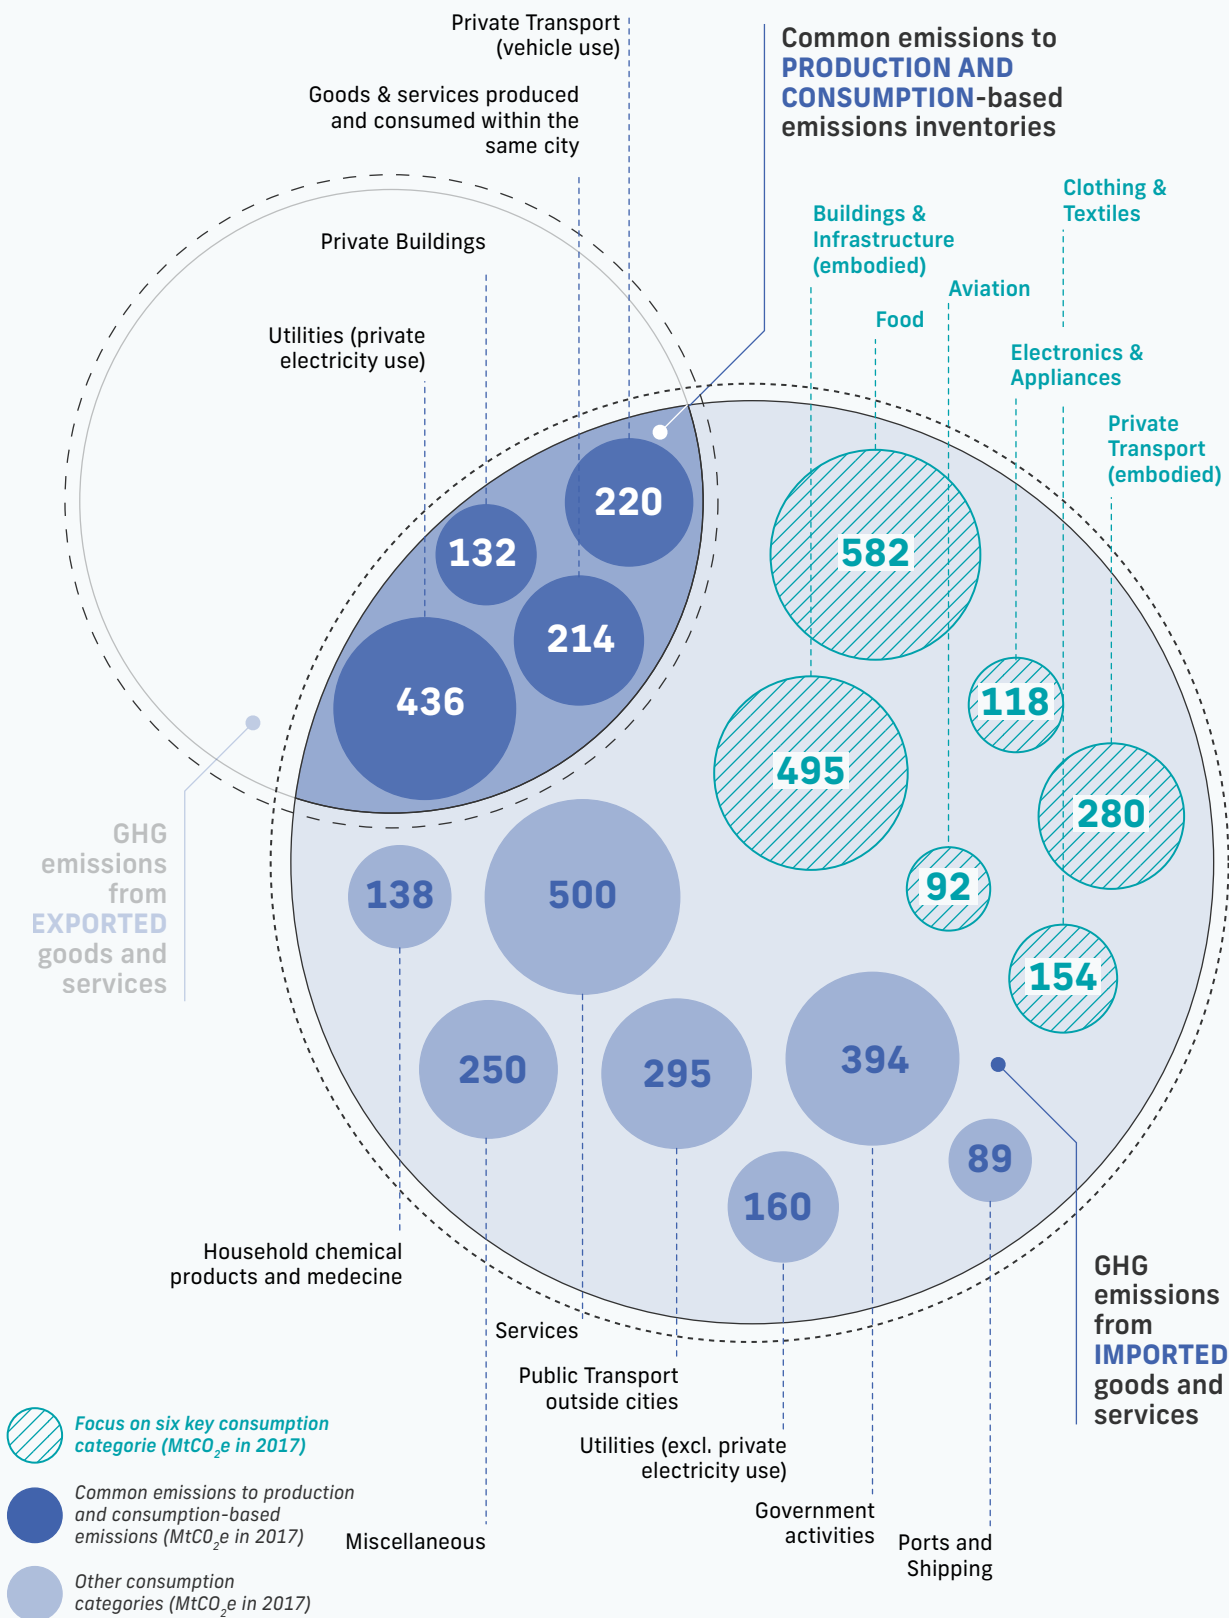 Private Transport
(vehicle use)
Goods & services produced
and consumed within the
same city
Private Buildings
Utilities (private
electricity use)
Common emissions to
PRODUCTION AND
CONSUMPTION-based
emissions inventories
Clothing &
Textiles
Buildings &
Infrastructure
(embodied)
Aviation
Food
Electronics &
Appliances
Private
Transport
(embodied)
220
132
214
436
582
118
495
280
92
154
GHG
emissions
from
EXPORTED
goods and
services
138
500
250
295
394
89
160
Household chemical
products and medecine
Services
Public Transport
outside cities
Utilities (excl. private
electricity use)
Government
activities
Miscellaneous
Ports and
Shipping
GHG
emissions
from
IMPORTED
goods and
services
Focus on six key consumption
categorie (MtCO₂e in 2017)
Common emissions to production
and consumption-based
emissions (MtCO₂e in 2017)
Other consumption
categories (MtCO₂e in 2017)